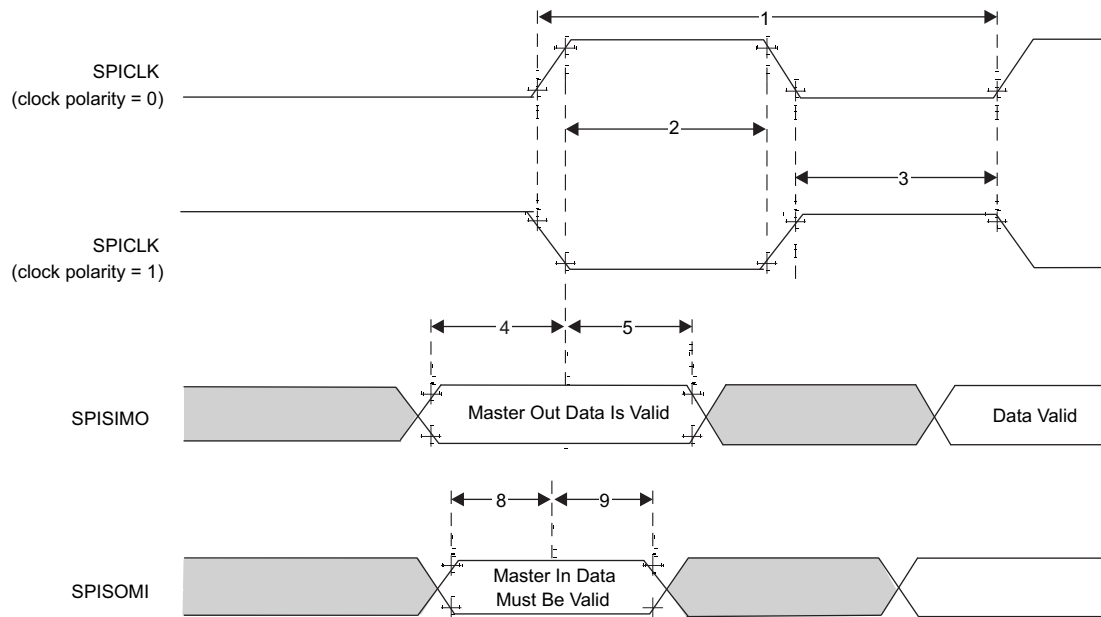 1
SPICLK
(clock polarity = 0)
2
3
SPICLK
(clock polarity = 1)
4
5
SPISIMO
Master Out Data Is Valid
Data Valid
8
9
SPISOMI
Master In Data
Must Be Valid